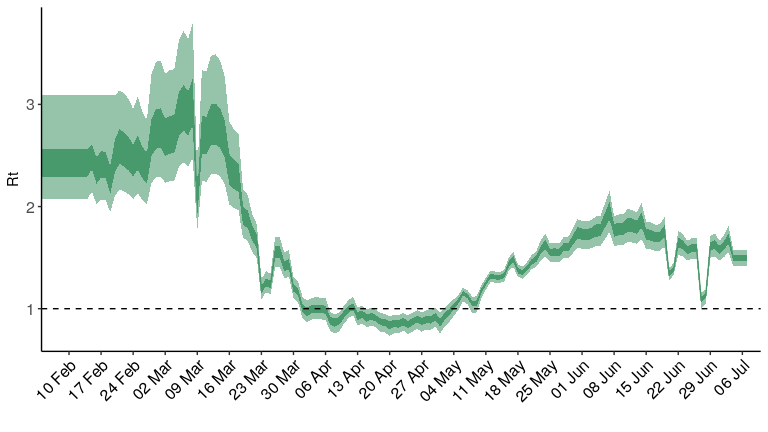 3
2
1
Rt
10 Feb
17 Feb
24 Feb
02 Mar
09 Mar
16 Mar
23 Mar
30 Mar
06 Apr
13 Apr
20 Apr
27 Apr
04 May
11 May
18 May
25 May
01 Jun
08 Jun
15 Jun
22 Jun
29 Jun
06 Jul